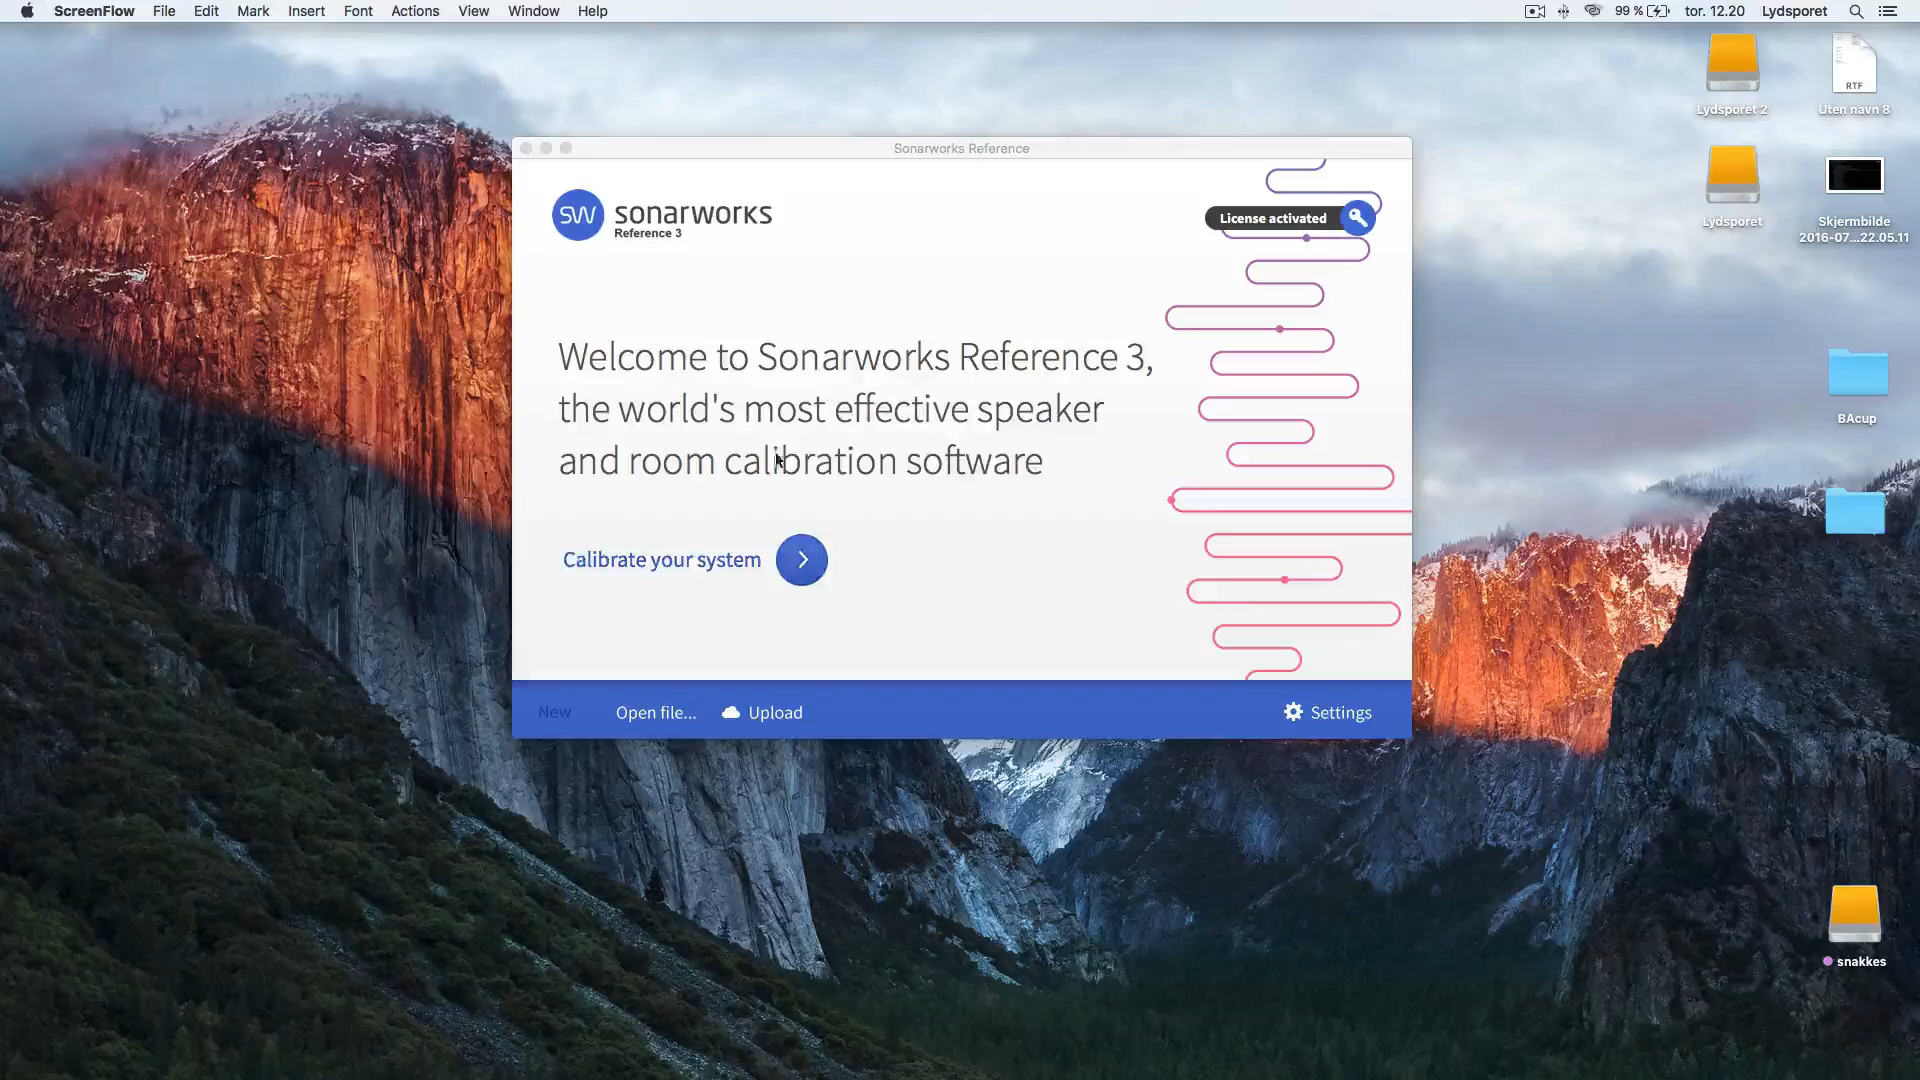 ScreenFlow File Edit Mark Insert Font Actions View Window Help
99 % tor. 12.20 Lydsporet
Sonarworks Reference
SW sonarworks
Reference 3
License activated
Welcome to Sonarworks Reference 3,
the world's most effective speaker
and room calibration software
Calibrate your system
New Open file... Upload Settings
Lydsporet 2
RTF
Uten navn 8
Lydsporet
Skjermbilde
2016-07...22.05.11
BAcup
snakkes